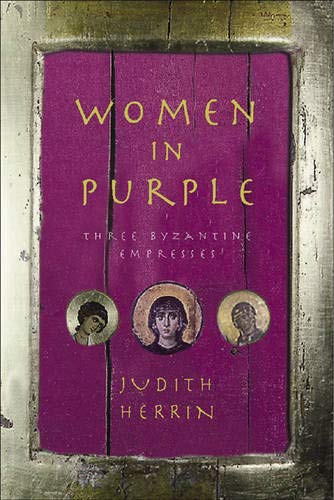 WOMEN
IN
PURPLE
THREE BYZANTINE
EMPRESSES
JUDITH
HERRIN